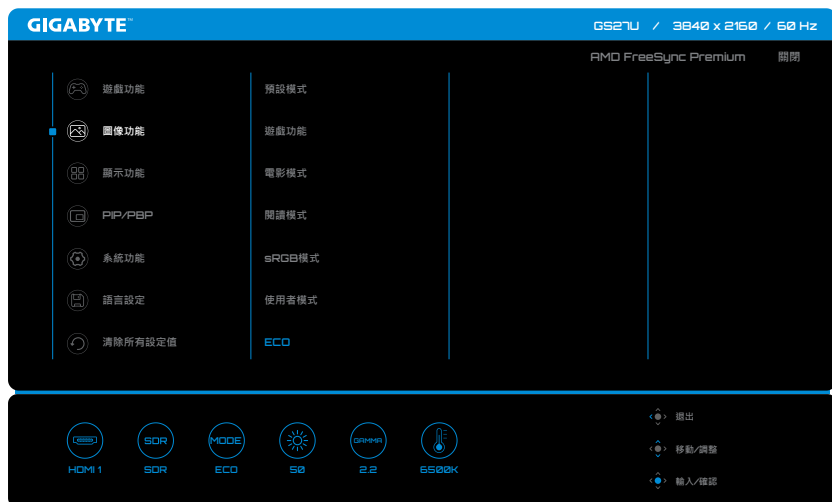 GIGABYTE™
GS27U / 3840 x 2160 / 60 Hz
AMD FreeSync Premium 關閉
遊戲功能
圖像功能
顯示功能
PIP/PBP
系統功能
語言設定
清除所有設定值
預設模式
遊戲功能
電影模式
閱讀模式
sRGB模式
使用者模式
ECO
SDR
MODE
GAMMA
HDMI 1
SDR
ECO
50
2.2
6500K
退出
移動/調整
輸入/確認